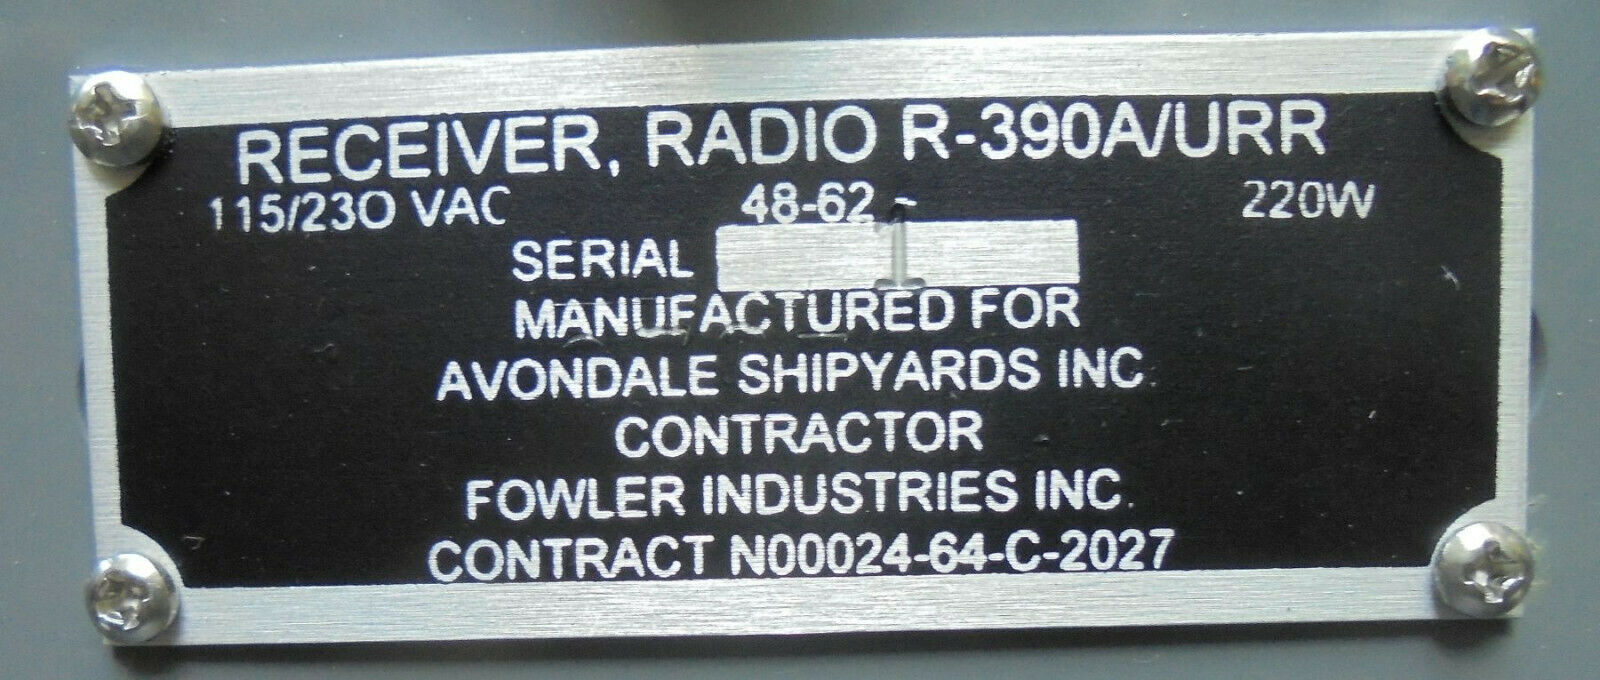 RECEIVER, RADIO R-390A/URR
115/230 VAC 48-62 ~ 220W
SERIAL 1
MANUFACTURED FOR
AVONDALE SHIPYARDS INC.
CONTRACTOR
FOWLER INDUSTRIES INC.
CONTRACT N00024-64-C-2027